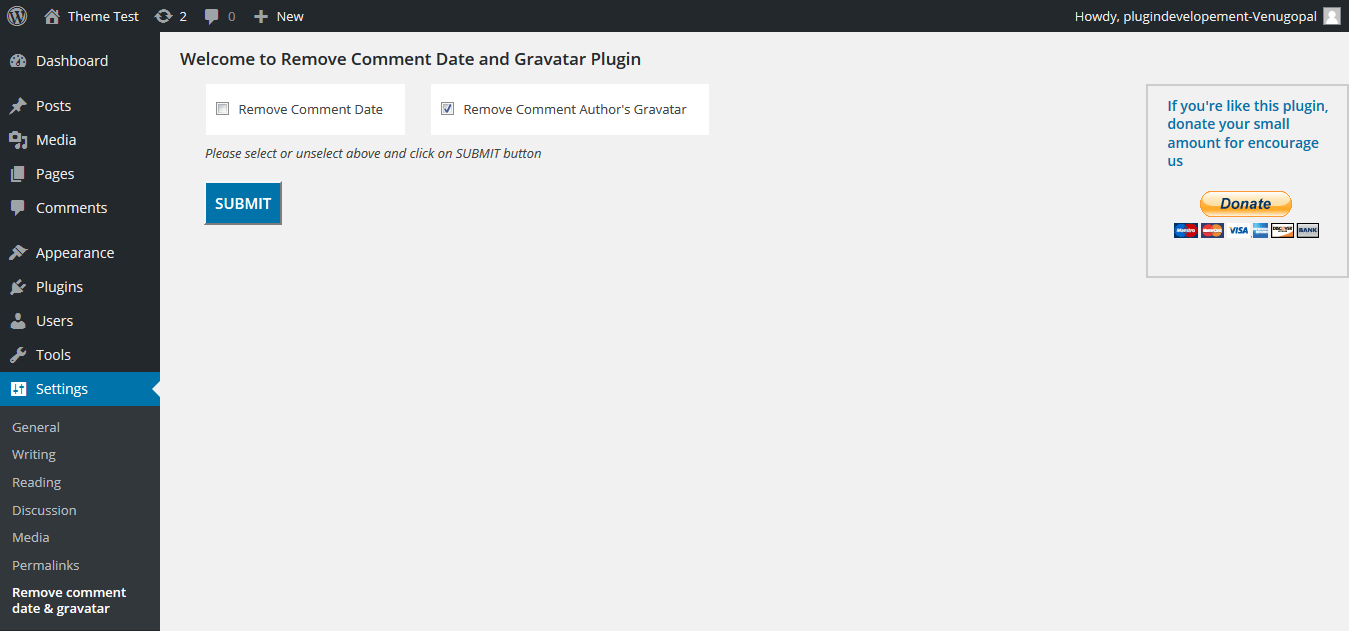 Theme Test 2 0 New Howdy, plugindevelopement-Venugopal
Dashboard
Posts
Media
Pages
Comments
Appearance
Plugins
Users
Tools
Settings
General
Writing
Reading
Discussion
Media
Permalinks
Remove comment
date & gravatar
Welcome to Remove Comment Date and Gravatar Plugin
Remove Comment Date Remove Comment Author's Gravatar
Please select or unselect above and click on SUBMIT button
SUBMIT
If you're like this plugin,
donate your small
amount for encourage
us
Donate
Maestro MasterCard VISA DISCOVER BANK